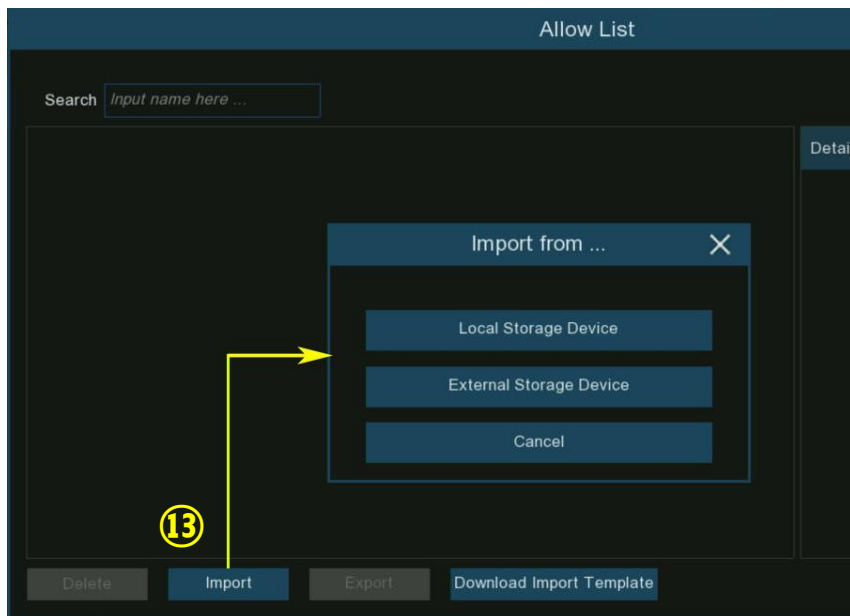 Allow List
Search Input name here ...
Detai
Import from ...
Local Storage Device
External Storage Device
Cancel
⑬
Delete Import Export Download Import Template